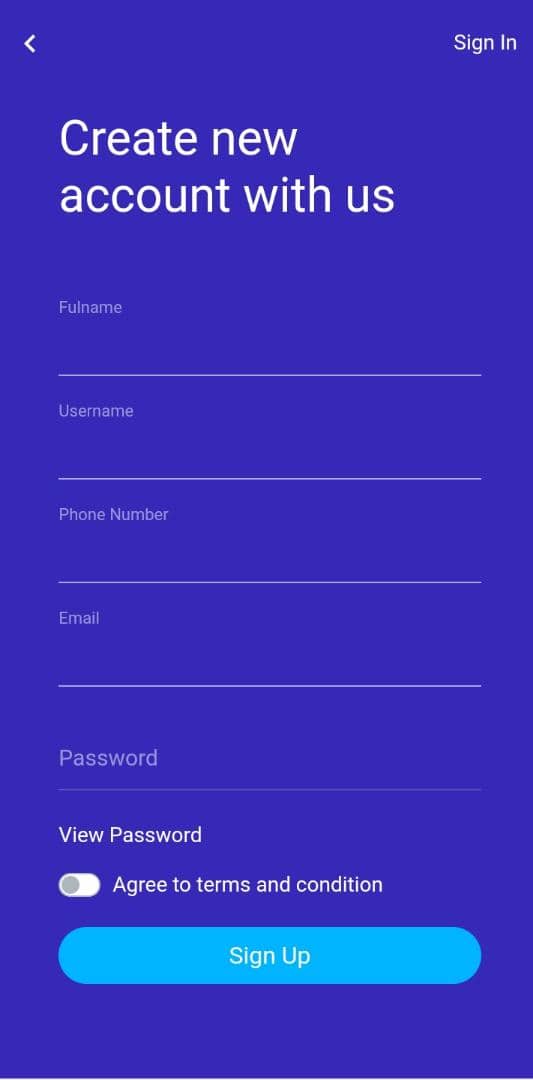 Sign In
Create new
account with us
Fulname
Username
Phone Number
Email
Password
View Password
Agree to terms and condition
Sign Up